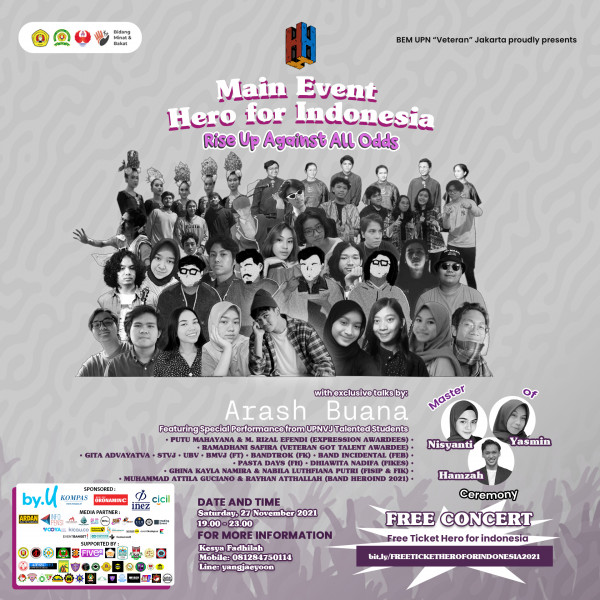 Bidang
Minat &
Bakat
BEM UPN “Veteran” Jakarta proudly presents
Main Event
Hero for Indonesia
Rise Up Against All Odds
with exclusive talks by:
Arash Buana
Featuring Special Performance from UPNVJ Talented Students
• PUTU MAHAYANA & M. RIZAL EFENDI (EXPRESSION AWARDEES) •
• RAMADHANI SAFIRA (VETERAN GOT TALENT AWARDEE) •
• GITA ADVAYATVA • STVJ • UBV • BMVJ (FT) • BANDTROK (FK) • BAND INCIDENTAL (FEB) •
• PASTA DAYS (FH) • DHIAWITA NADIRA (FIKES) •
• GHINA KAYLA NAMIRA & NABILA LUTHFIANA PUTRI (FISIP & FIK) •
• MUHAMMAD ATTILA GUCIANO & RAYHAN ATTHALLAH (BAND HEROIND 2021) •
Master of
Nisyanti
Yasmin
Hamzah
Ceremony
SPONSORED :
by.U
KOMPAS
ORONAMIN C
inez
cicil
MEDIA PARTNER :
ARDAN
SUPPORTED BY :
DATE AND TIME
Saturday, 27 November 2021
19.00 - 23.00
FOR MORE INFORMATION
Kesya Fadhilah
Mobile: 081284750114
Line: yangjaeyoon
FREE CONCERT
Free Ticket Hero for indonesia
bit.ly/FREETICKETHEROFORINDONESIA2021